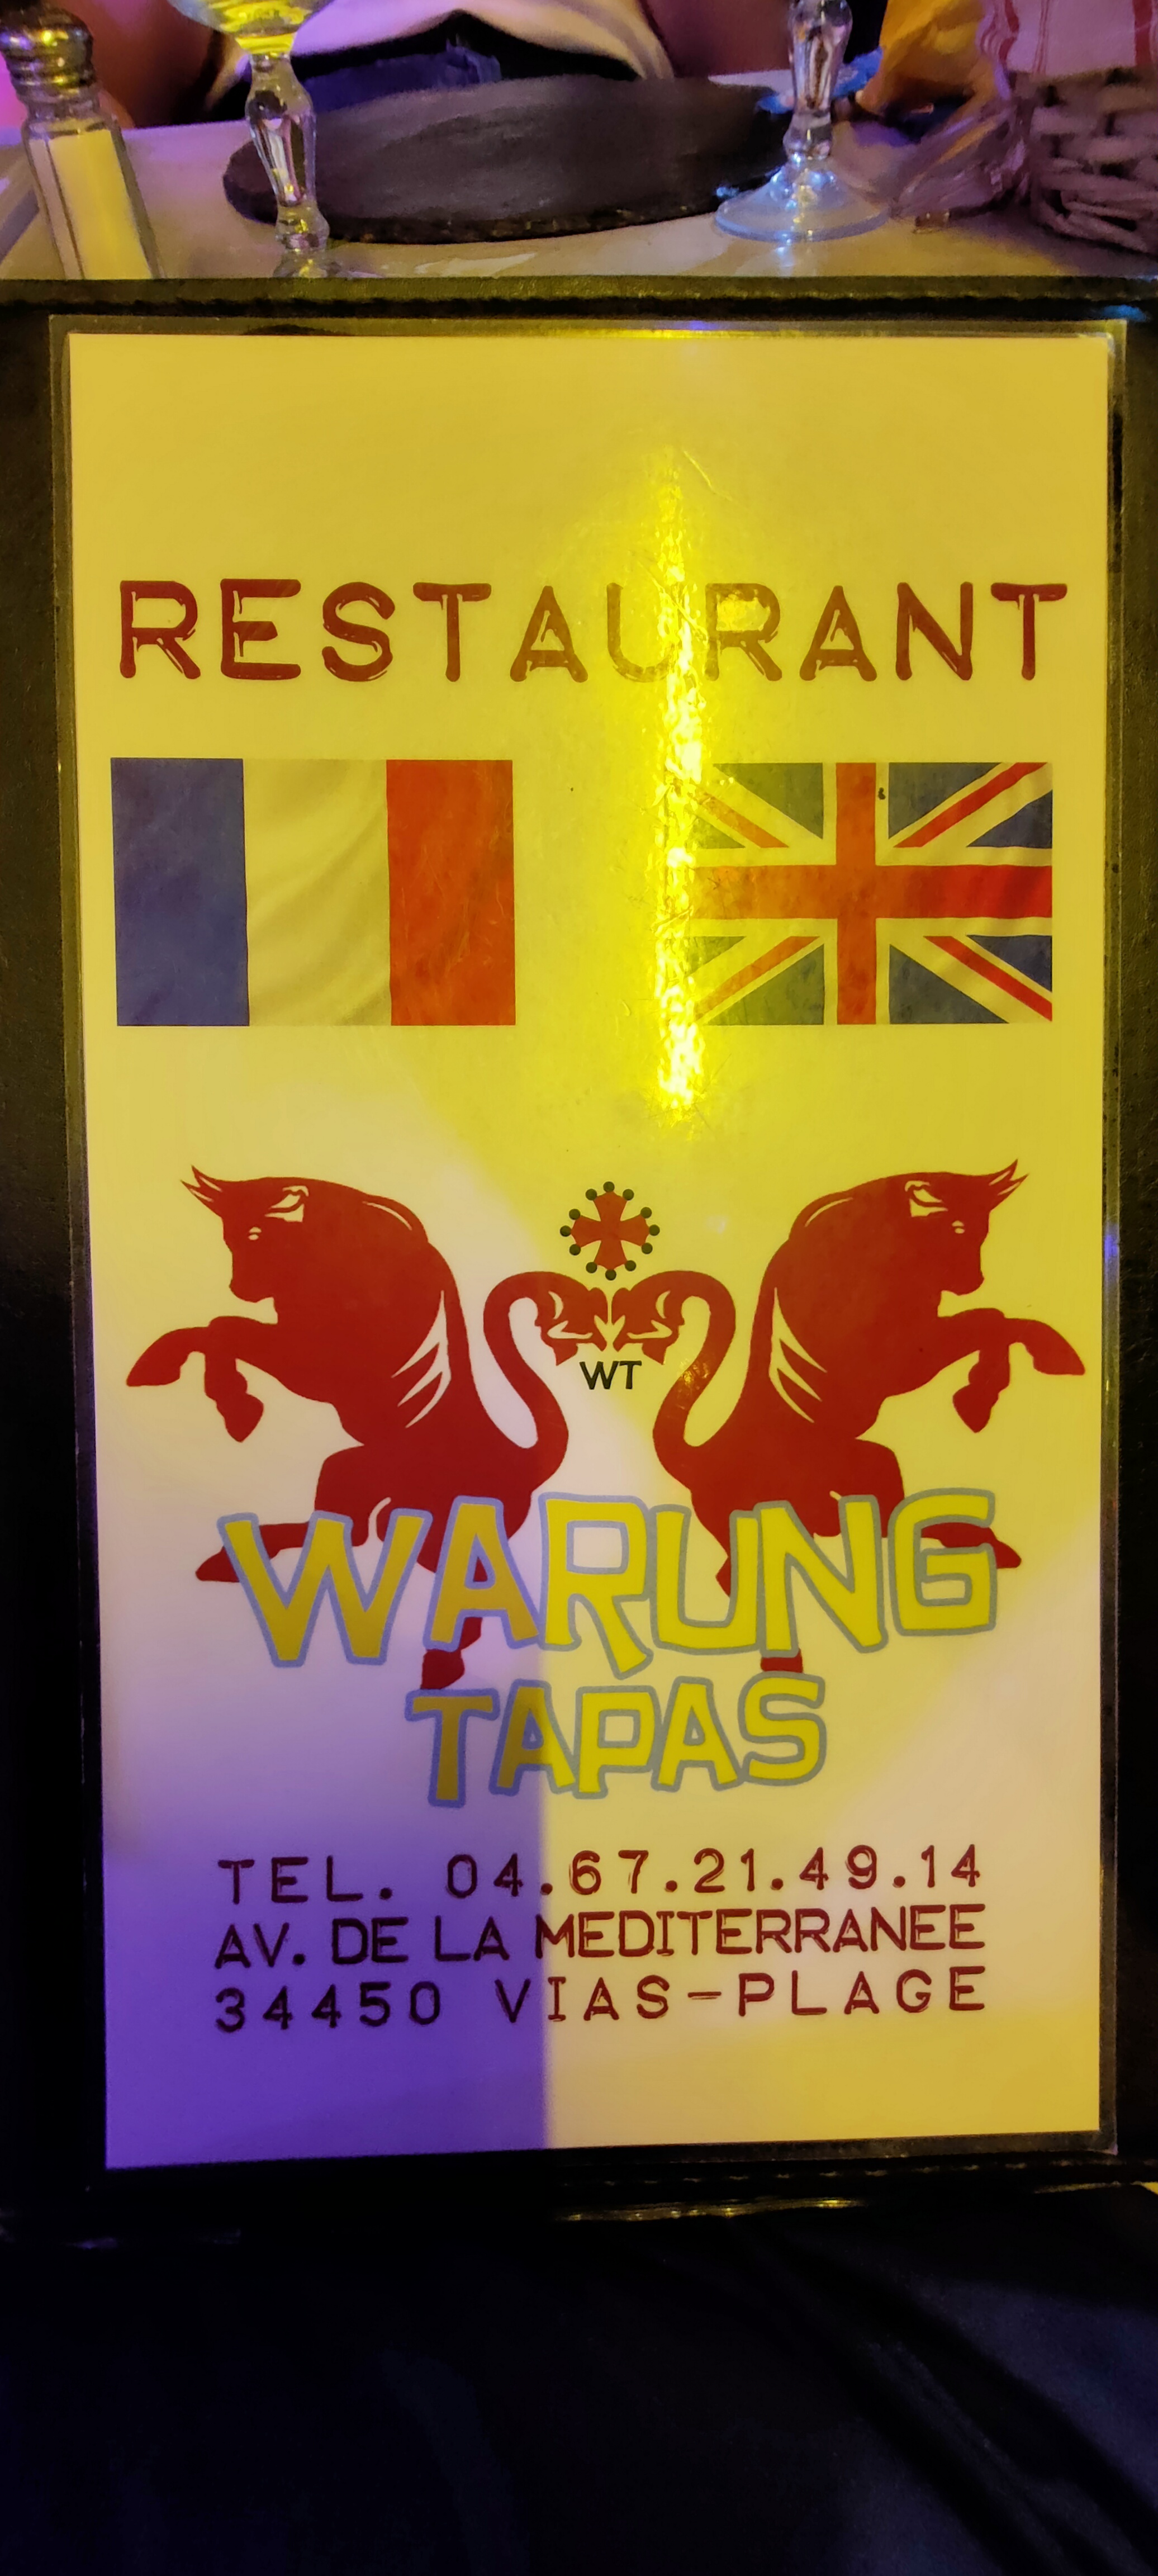 RESTAURANT
WT
WARUNG
TAPAS
TEL. 04.67.21.49.14
AV. DE LA MEDITERRANEE
34450 VIAS-PLAGE